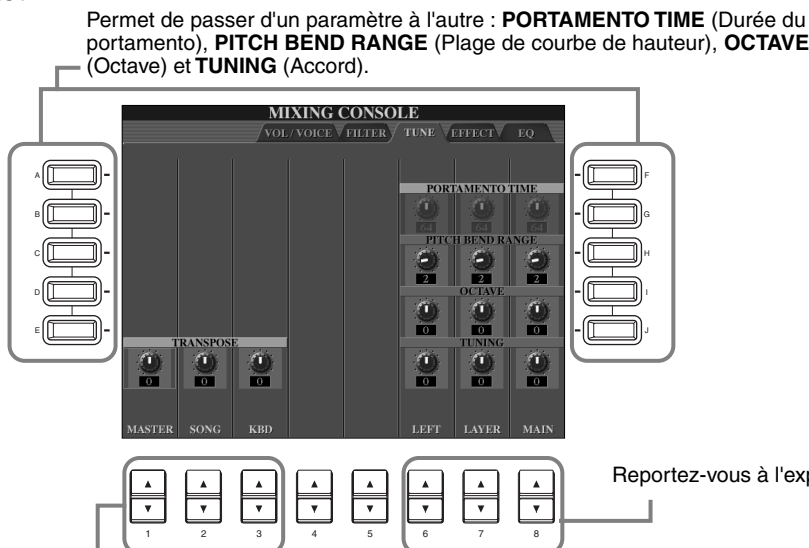 Permet de passer d'un paramètre à l'autre : PORTAMENTO TIME (Durée du
portamento), PITCH BEND RANGE (Plage de courbe de hauteur), OCTAVE
(Octave) et TUNING (Accord).
MIXING CONSOLE
VOL / VOICE FILTER TUNE EFFECT EQ
A F
PORTAMENTO TIME
B G
64 64 64
PITCH BEND RANGE
C H
2 2 2
OCTAVE
D I
0 0 0
E J
TRANSPOSE TUNING
0 0 0 0 0 0
MASTER SONG KBD LEFT LAYER MAIN
Reportez-vous à l'exp
1 2 3 4 5 6 7 8